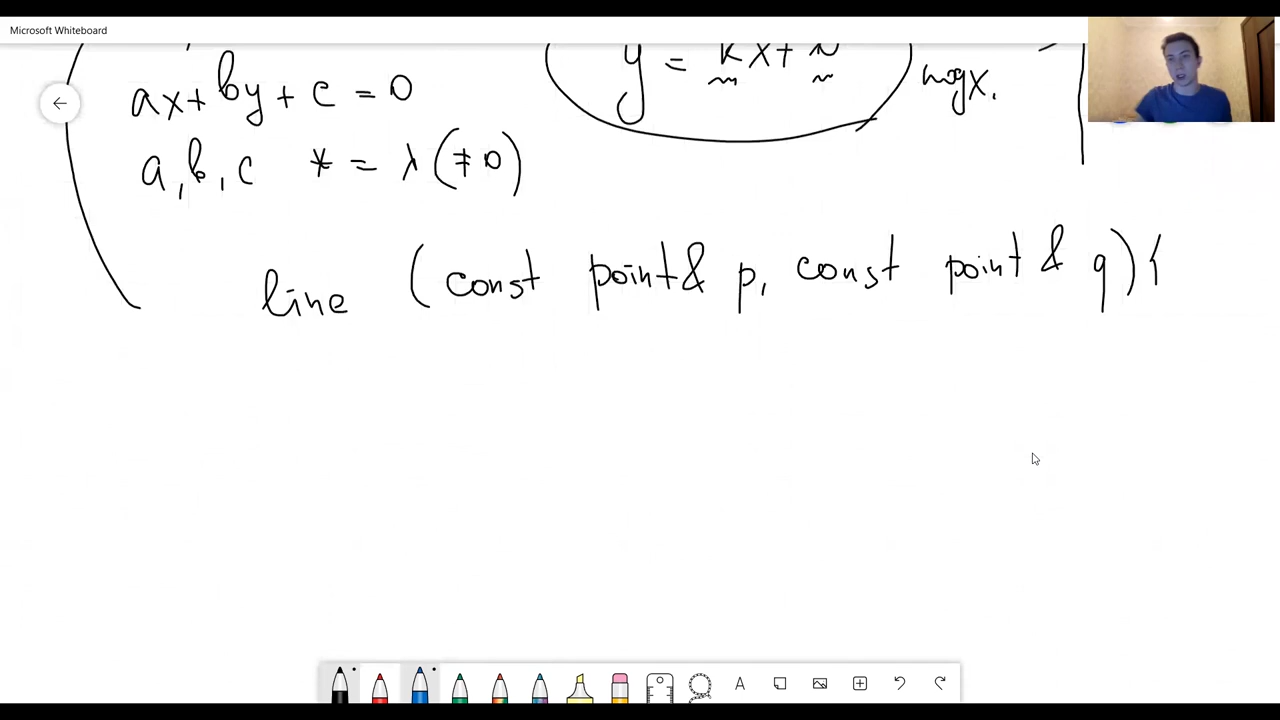 Microsoft Whiteboard
y = kx +
ax + by + c = 0
a, b, c * = λ (≠ 0)
line (const point& p, const point & q) {
A